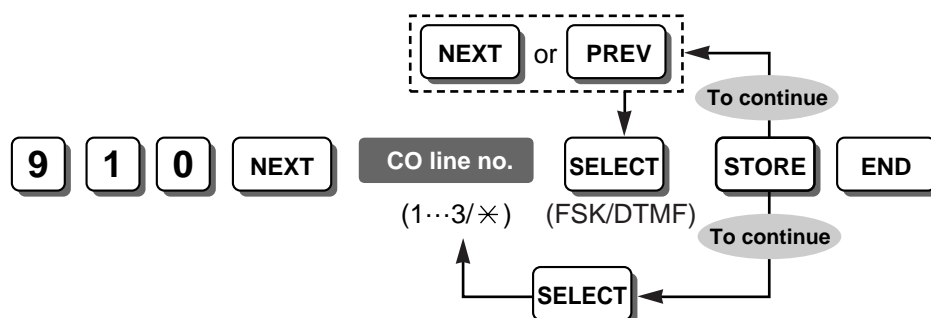 NEXT or PREV
To continue
9 1 0 NEXT CO line no. SELECT STORE END
(1···3/✳) (FSK/DTMF)
To continue
SELECT